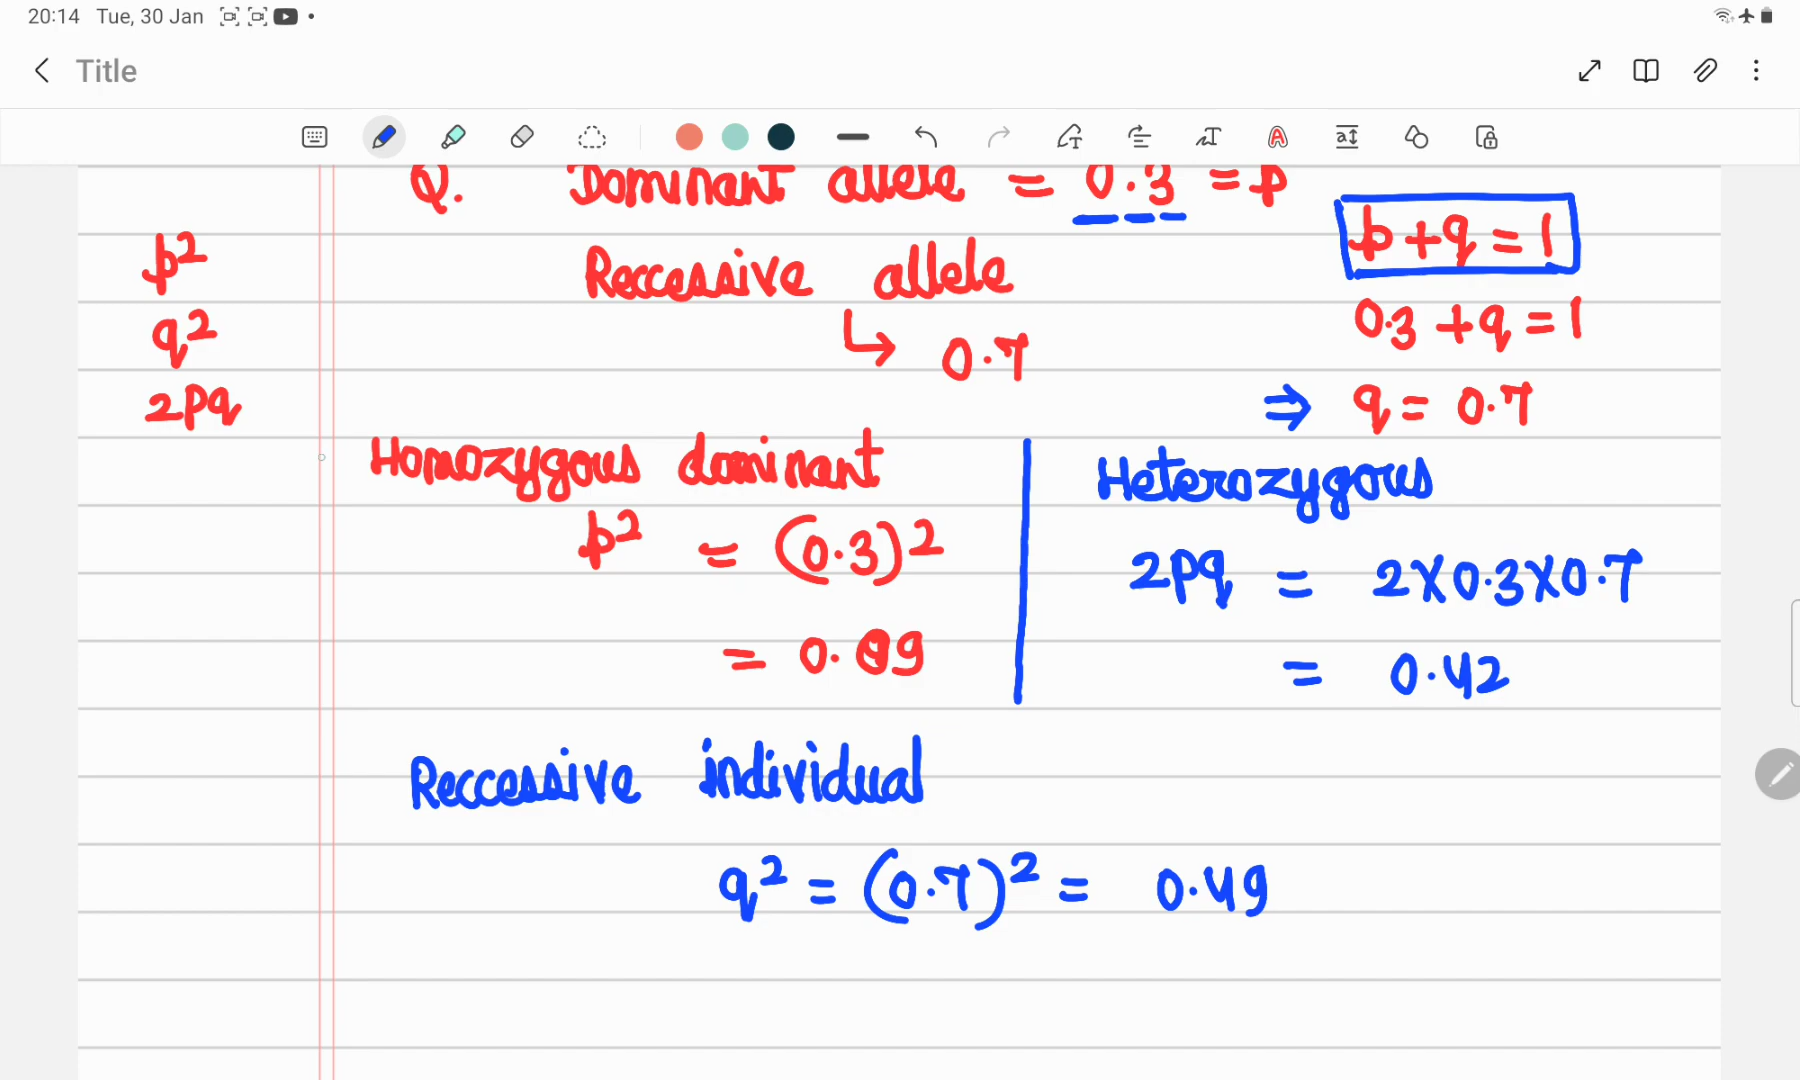 20:14 Tue, 30 Jan
Title
Q. Dominant allele = 0.3 = p
p + q = 1
p²
Reccessive allele
q²
0.3 + q = 1
↳ 0.7
2pq
⇒ q = 0.7
Homozygous dominant
p² = (0.3)²
= 0.09
Heterozygous
2pq = 2×0.3×0.7
= 0.42
Reccessive individual
q² = (0.7)² = 0.49